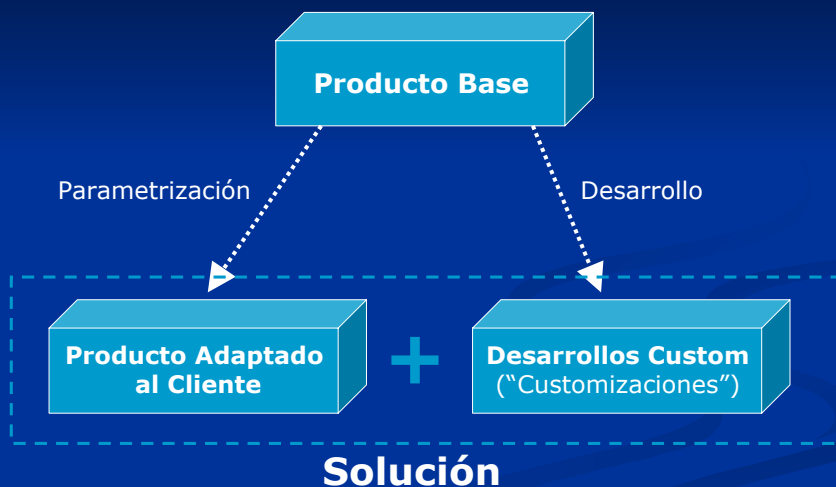 Producto Base
Parametrización
Desarrollo
Producto Adaptado
al Cliente
+
Desarrollos Custom
(“Customizaciones”)
Solución